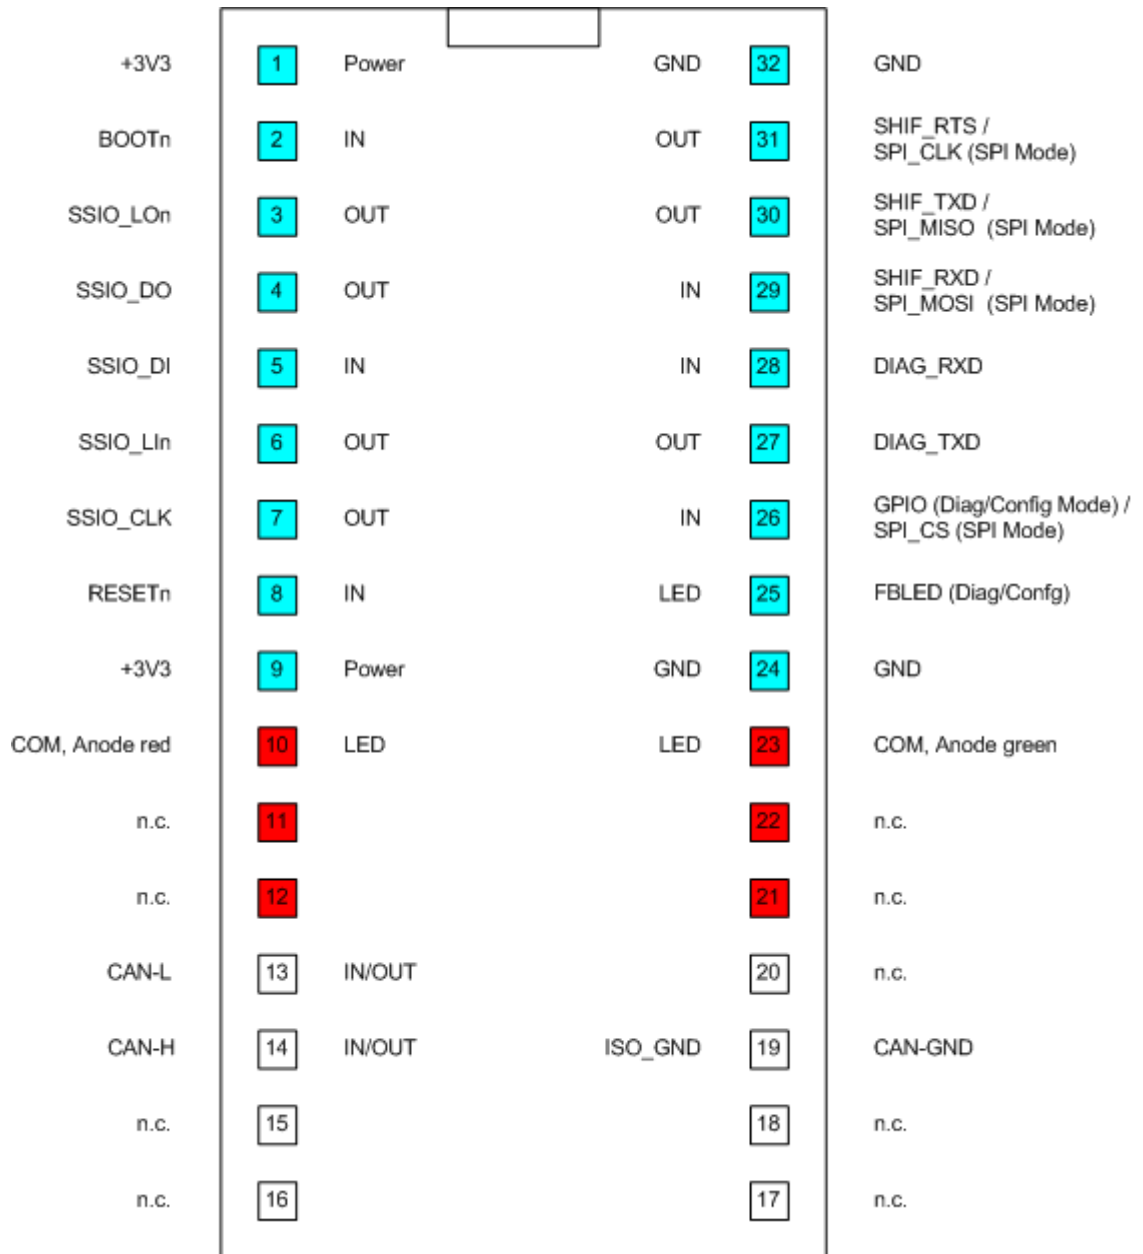 +3V3 1 Power GND 32 GND
BOOTn 2 IN OUT 31 SHIF_RTS /
SPI_CLK (SPI Mode)
SSIO_LOn 3 OUT OUT 30 SHIF_TXD /
SPI_MISO (SPI Mode)
SSIO_DO 4 OUT IN 29 SHIF_RXD /
SPI_MOSI (SPI Mode)
SSIO_DI 5 IN IN 28 DIAG_RXD
SSIO_LIn 6 OUT OUT 27 DIAG_TXD
SSIO_CLK 7 OUT IN 26 GPIO (Diag/Config Mode) /
SPI_CS (SPI Mode)
RESETn 8 IN LED 25 FBLED (Diag/Confg)
+3V3 9 Power GND 24 GND
COM, Anode red 10 LED LED 23 COM, Anode green
n.c. 11 22 n.c.
n.c. 12 21 n.c.
CAN-L 13 IN/OUT 20 n.c.
CAN-H 14 IN/OUT ISO_GND 19 CAN-GND
n.c. 15 18 n.c.
n.c. 16 17 n.c.